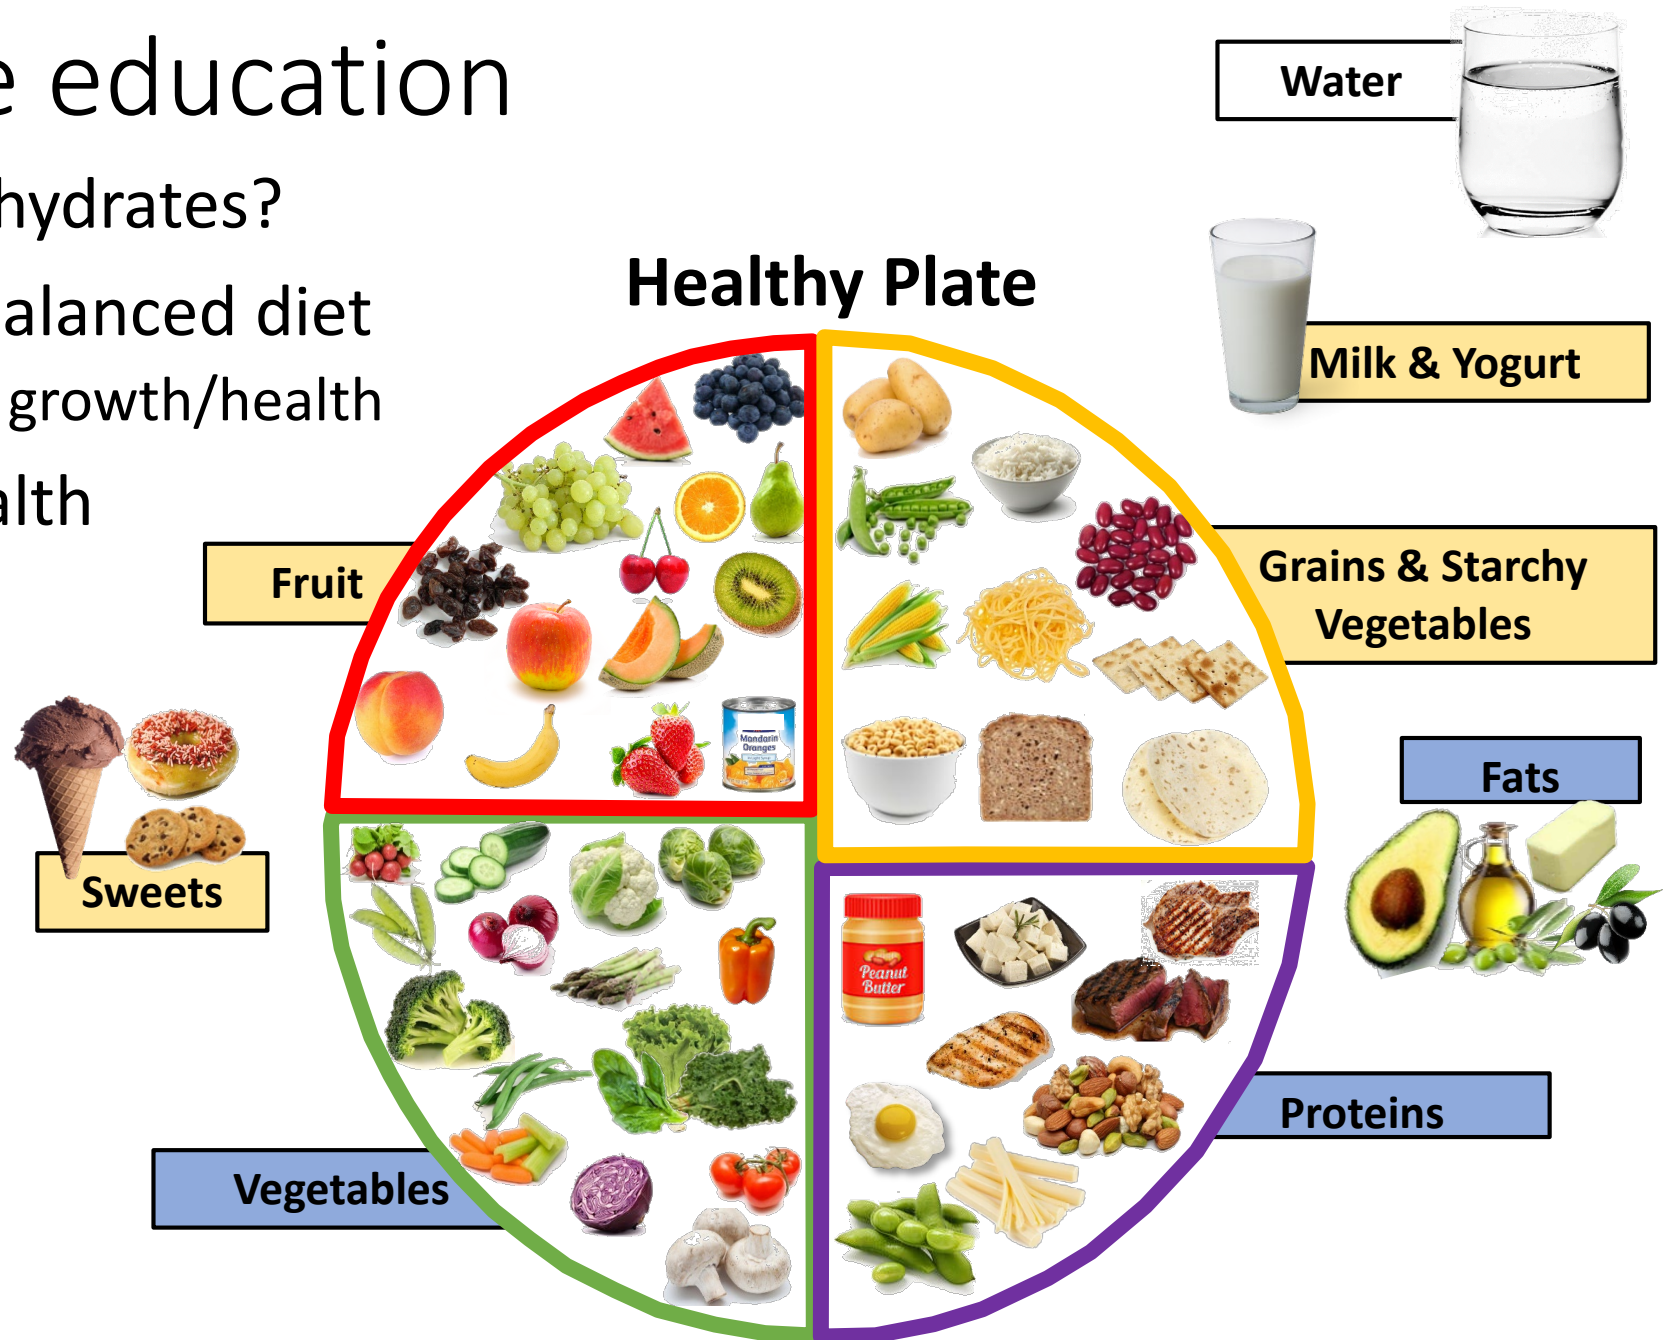 e education
hydrates?
alanced diet
growth/health
alth
Water
Milk & Yogurt
Healthy Plate
Fruit
Grains & Starchy
Vegetables
Mandarin
Oranges
Sweets
Fats
Peanut
Butter
Proteins
Vegetables